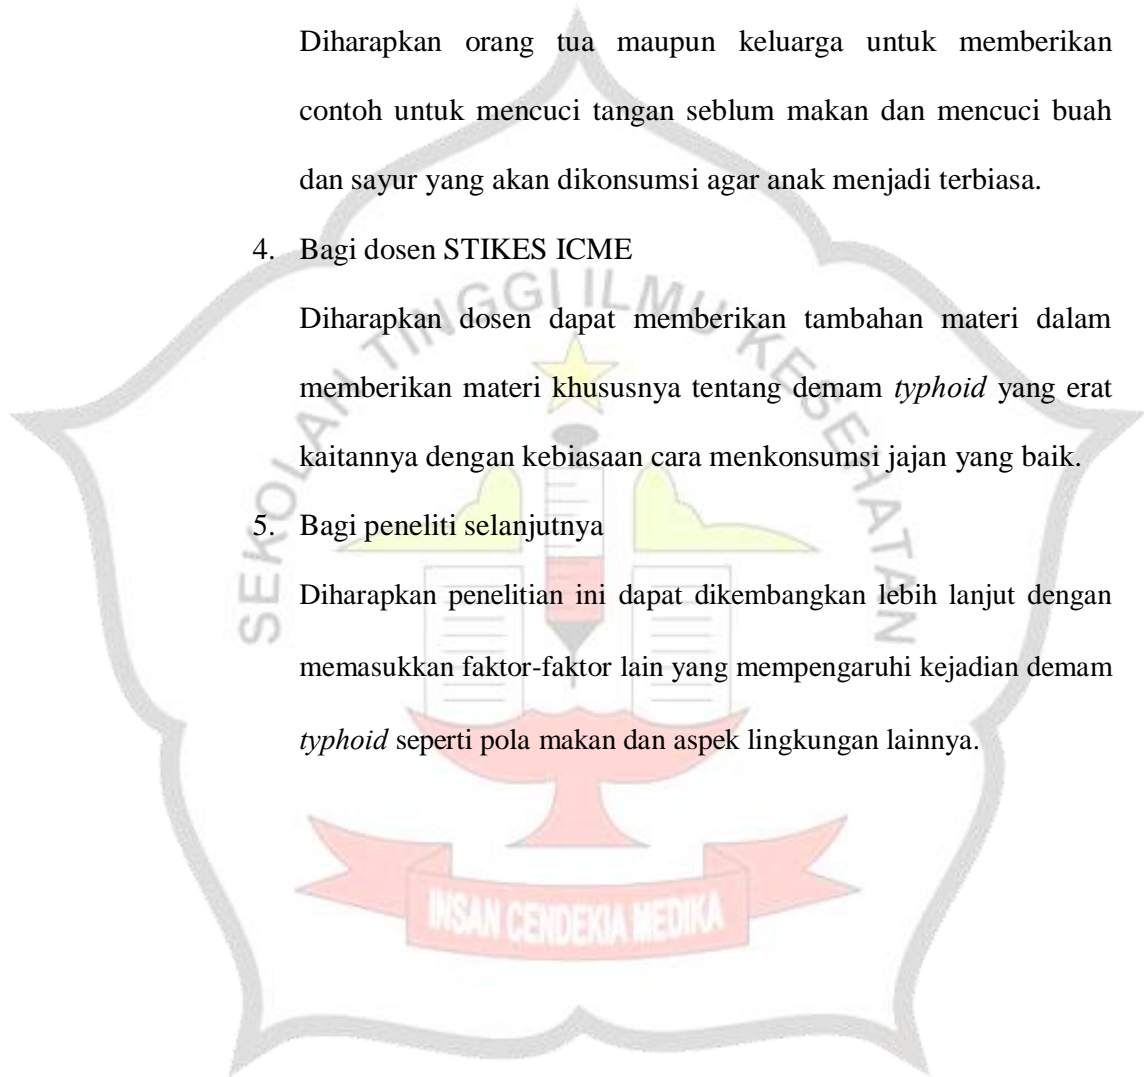 Diharapkan orang tua maupun keluarga untuk memberikan
contoh untuk mencuci tangan seblum makan dan mencuci buah
dan sayur yang akan dikonsumsi agar anak menjadi terbiasa.
4. Bagi dosen STIKES ICME
Diharapkan dosen dapat memberikan tambahan materi dalam
memberikan materi khususnya tentang demam typhoid yang erat
kaitannya dengan kebiasaan cara menkonsumsi jajan yang baik.
5. Bagi peneliti selanjutnya
Diharapkan penelitian ini dapat dikembangkan lebih lanjut dengan
memasukkan faktor-faktor lain yang mempengaruhi kejadian demam
typhoid seperti pola makan dan aspek lingkungan lainnya.
SEKOLAH TINGGI ILMU KESEHATAN
INSAN CENDEKIA MEDIKA